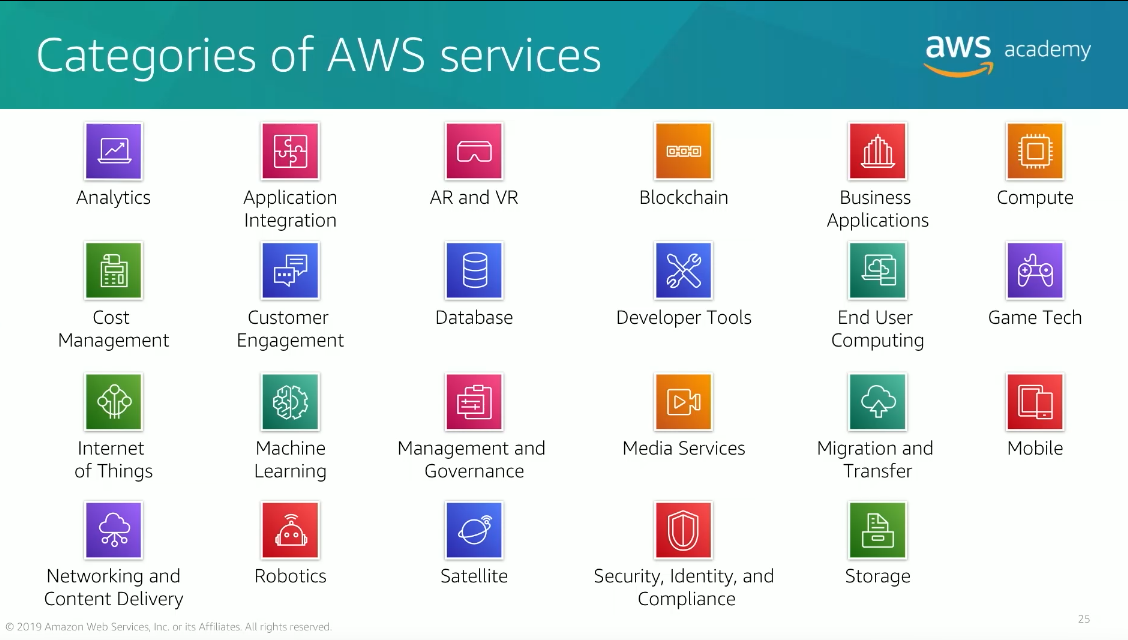 Categories of AWS services
aws academy
Analytics
Application
Integration
AR and VR
Blockchain
Business
Applications
Compute
Cost
Management
Customer
Engagement
Database
Developer Tools
End User
Computing
Game Tech
Internet
of Things
Machine
Learning
Management and
Governance
Media Services
Migration and
Transfer
Mobile
Networking and
Content Delivery
Robotics
Satellite
Security, Identity, and
Compliance
Storage
© 2019 Amazon Web Services, Inc. or its Affiliates. All rights reserved.
25